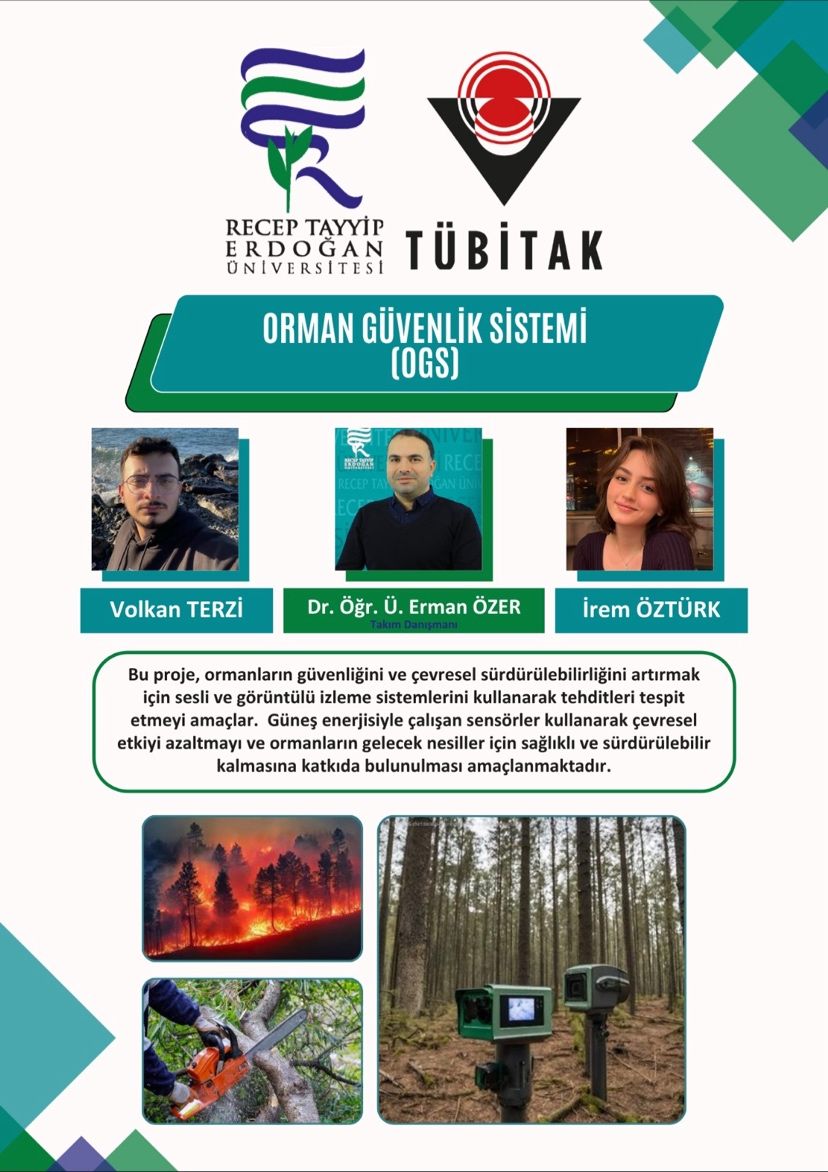 RECEP TAYYİP
ERDOĞAN
ÜNİVERSİTESİ
TÜBİTAK
ORMAN GÜVENLİK SİSTEMİ
(OGS)
RECEP TAYYİP
ERDOĞAN
Volkan TERZİ
Dr. Öğr. Ü. Erman ÖZER
Takım Danışmanı
İrem ÖZTÜRK
Bu proje, ormanların güvenliğini ve çevresel sürdürülebilirliğini artırmak
için sesli ve görüntülü izleme sistemlerini kullanarak tehditleri tespit
etmeyi amaçlar. Güneş enerjisiyle çalışan sensörler kullanarak çevresel
etkiyi azaltmayı ve ormanların gelecek nesiller için sağlıklı ve sürdürülebilir
kalmasına katkıda bulunulması amaçlanmaktadır.